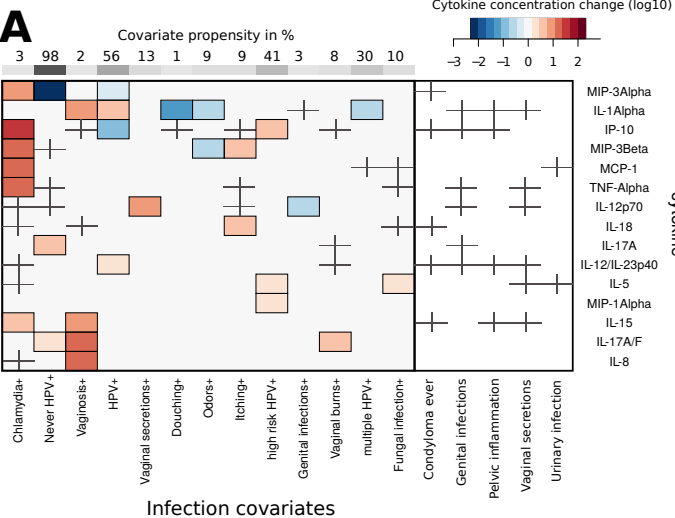 A
Cytokine concentration change (log10)
−3 −2 −1 0 1 2
Covariate propensity in %
3 98 2 56 13 1 9 9 41 3 8 30 10
MIP-3Alpha
IL-1Alpha
IP-10
MIP-3Beta
MCP-1
TNF-Alpha
IL-12p70
IL-18
IL-17A
IL-12/IL-23p40
IL-5
MIP-1Alpha
IL-15
IL-17A/F
IL-8
Chlamydia+
Never HPV+
Vaginosis+
HPV+
Vaginal secretions+
Douching+
Odors+
Itching+
high risk HPV+
Genital infections+
Vaginal burns+
multiple HPV+
Fungal infection+
Condyloma ever
Genital infections
Pelvic inflammation
Vaginal secretions
Urinary infection
Infection covariates